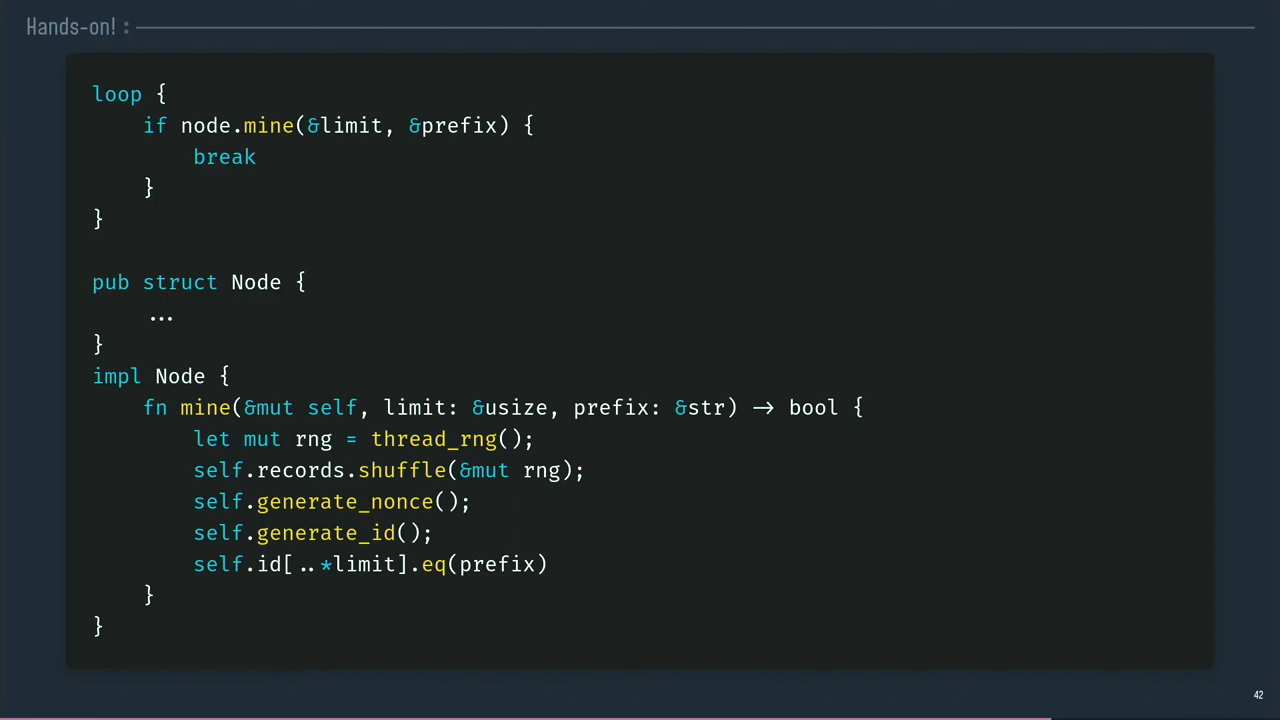 Hands-on! :
loop {
    if node.mine(&limit, &prefix) {
        break
    }
}

pub struct Node {
    ...
}
impl Node {
    fn mine(&mut self, limit: &usize, prefix: &str) -> bool {
        let mut rng = thread_rng();
        self.records.shuffle(&mut rng);
        self.generate_nonce();
        self.generate_id();
        self.id[..*limit].eq(prefix)
    }
}
42